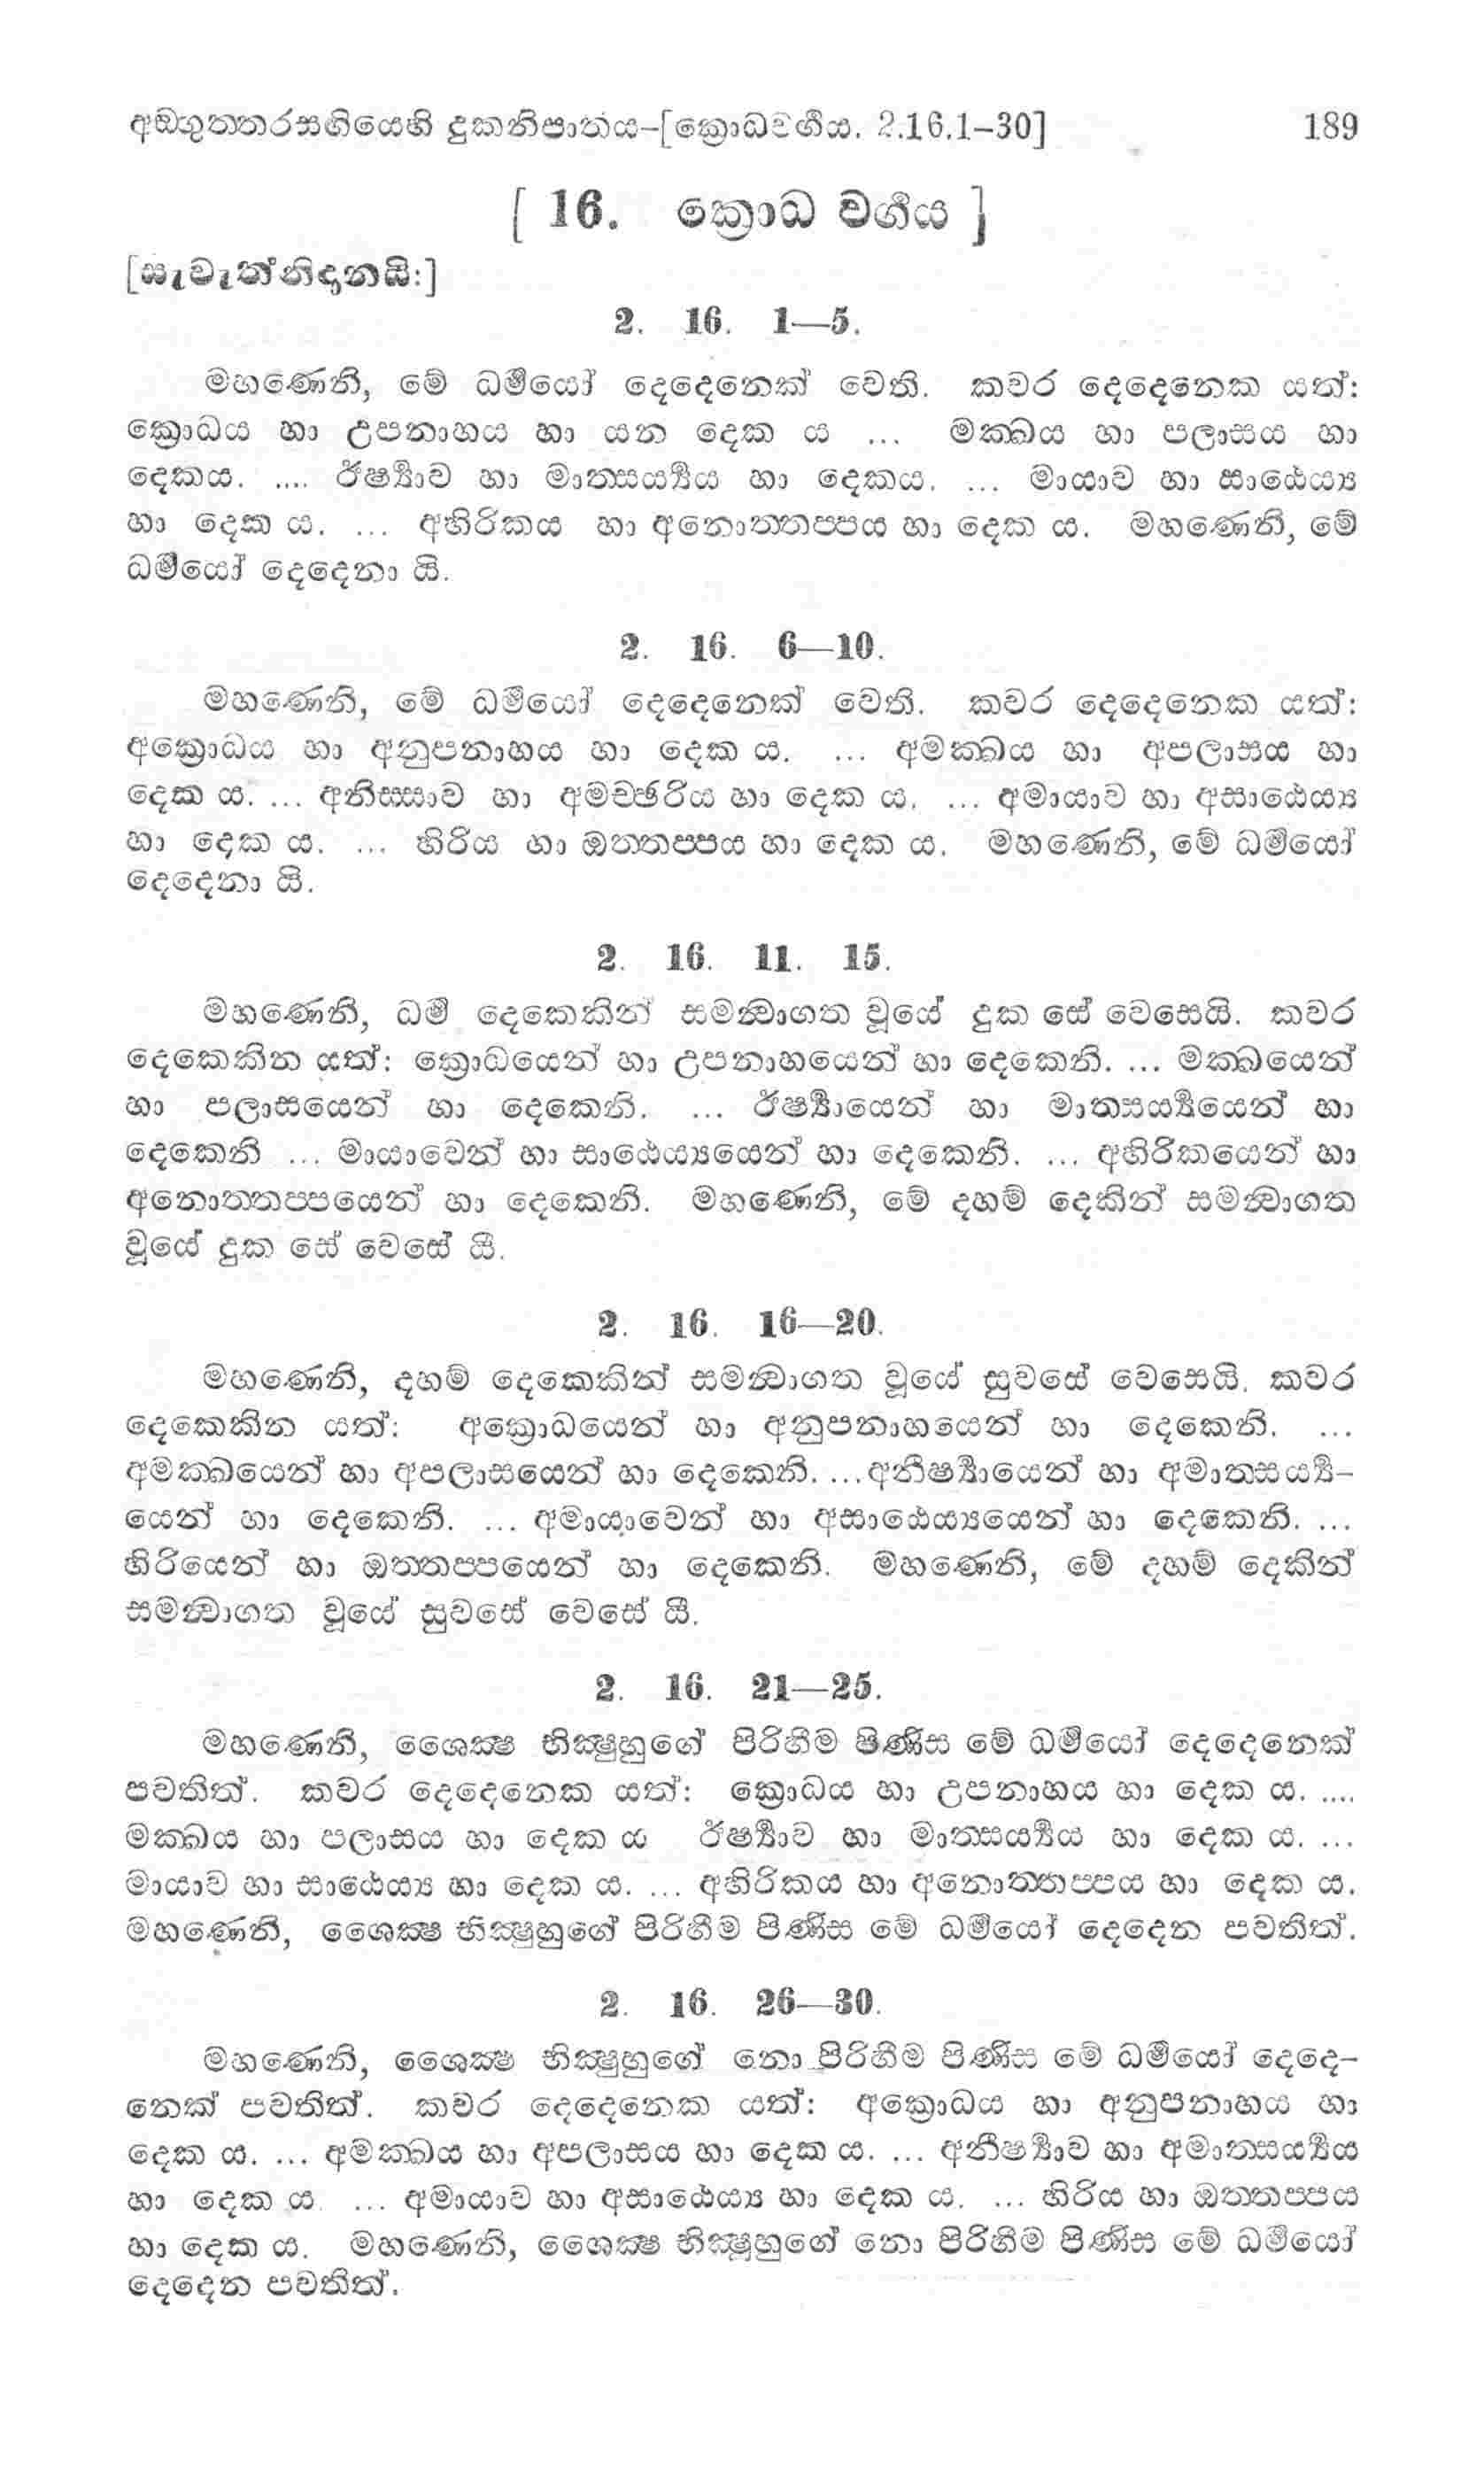 අඞගුත්තරසඟියෙහි දුකනිපාතය-[ක්‍රොධවර්‍ගය. 2.16.1-30] 189
[ 16. ක්‍රොධ වර්‍ගය ]
[සැවැත්නිදානයි:]
2. 16. 1—5.
මහණෙනි, මේ ධර්‍මයෝ දෙදෙනෙක් වෙති. කවර දෙදෙනෙක යත්:
ක්‍රොධය හා උපනාහය හා යන දෙක ය ... මක්ඛය හා පලාසය හා
දෙකය. .... ඊර්‍ෂ්‍යාව හා මාත්සර්‍ය්‍යය හා දෙකය. ... මායාව හා සාඨෙය්‍ය
හා දෙක ය. ... අහිරිකය හා අනොත්තප්පය හා දෙක ය. මහණෙනි, මේ
ධර්‍මයෝ දෙදෙනා යි.
2. 16. 6—10.
මහණෙනි, මේ ධර්‍මයෝ දෙදෙනෙක් වෙති. කවර දෙදෙනෙක යත්:
අක්‍රොධය හා අනුපනාහය හා දෙක ය. ... අමක්ඛය හා අපලාසය හා
දෙක ය. ... අනිස්සාව හා අමච්ඡරිය හා දෙක ය. ... අමායාව හා අසාඨෙය්‍ය
හා දෙක ය. ... හිරිය හා ඔත්තප්පය හා දෙක ය. මහණෙනි, මේ ධර්‍මයෝ
දෙදෙනා යි.
2. 16. 11. 15.
මහණෙනි, ධර්‍ම දෙකෙකින් සමන්‍වාගත වූයේ දුක සේ වෙසෙයි. කවර
දෙකෙකින යත්: ක්‍රොධයෙන් හා උපනාහයෙන් හා දෙකෙනි. ... මක්ඛයෙන්
හා පලාසයෙන් හා දෙකෙනි. ... ඊර්‍ෂ්‍යායෙන් හා මාත්සර්‍ය්‍යයෙන් හා
දෙකෙනි ... මායාවෙන් හා සාඨෙය්‍යයෙන් හා දෙකෙනි. ... අහිරිකයෙන් හා
අනොත්තප්පයෙන් හා දෙකෙනි. මහණෙනි, මේ දහම් දෙකින් සමන්‍වාගත
වූයේ දුක සේ වෙසේ යී.
2. 16. 16—20.
මහණෙනි, දහම් දෙකෙකින් සමන්‍වාගත වූයේ සුවසේ වෙසෙයි. කවර
දෙකෙකින යත්: අක්‍රොධයෙන් හා අනුපනාහයෙන් හා දෙකෙනි. ...
අමක්ඛයෙන් හා අපලාසයෙන් හා දෙකෙනි. ...අනීර්‍ෂ්‍යායෙන් හා අමාත්සර්‍ය්‍ය-
යෙන් හා දෙකෙනි. ... අමායාවෙන් හා අසාඨෙය්‍යයෙන් හා දෙකෙනි. ...
හිරියෙන් හා ඔත්තප්පයෙන් හා දෙකෙනි. මහණෙනි, මේ දහම් දෙකින්
සමන්‍වාගත වූයේ සුවසේ වෙසේ යී.
2. 16. 21—25.
මහණෙනි, ශෛක්‍ෂ භික්‍ෂුහුගේ පිරිහීම පිණිස මේ ධර්‍මයෝ දෙදෙනෙක්
පවතිත්. කවර දෙදෙනෙක යත්: ක්‍රොධය හා උපනාහය හා දෙක ය. ....
මක්ඛය හා පලාසය හා දෙක ය ඊර්‍ෂ්‍යාව හා මාත්සර්‍ය්‍යය හා දෙක ය. ...
මායාව හා සාඨෙය්‍ය හා දෙක ය. ... අහිරිකය හා අනොත්තප්පය හා දෙක ය.
මහණෙනි, ශෛක්‍ෂ භික්‍ෂුහුගේ පිරිහීම පිණිස මේ ධර්‍මයෝ දෙදෙන පවතිත්.
2. 16. 26—30.
මහණෙනි, ශෛක්‍ෂ භික්‍ෂුහුගේ නො පිරිහීම පිණිස මේ ධර්‍මයෝ දෙදෙ-
නෙක් පවතිත්. කවර දෙදෙනෙක යත්: අක්‍රොධය හා අනුපනාහය හා
දෙක ය. ... අමක්ඛය හා අපලාසය හා දෙක ය. ... අනීර්‍ෂ්‍යාව හා අමාත්සර්‍ය්‍යය
හා දෙක ය. ... අමායාව හා අසාඨෙය්‍ය හා දෙක ය. ... හිරිය හා ඔත්තප්පය
හා දෙක ය. මහණෙනි, ශෛක්‍ෂ භික්‍ෂූහුගේ නො පිරිහීම පිණිස මේ ධර්‍මයෝ
දෙදෙන පවතිත්.